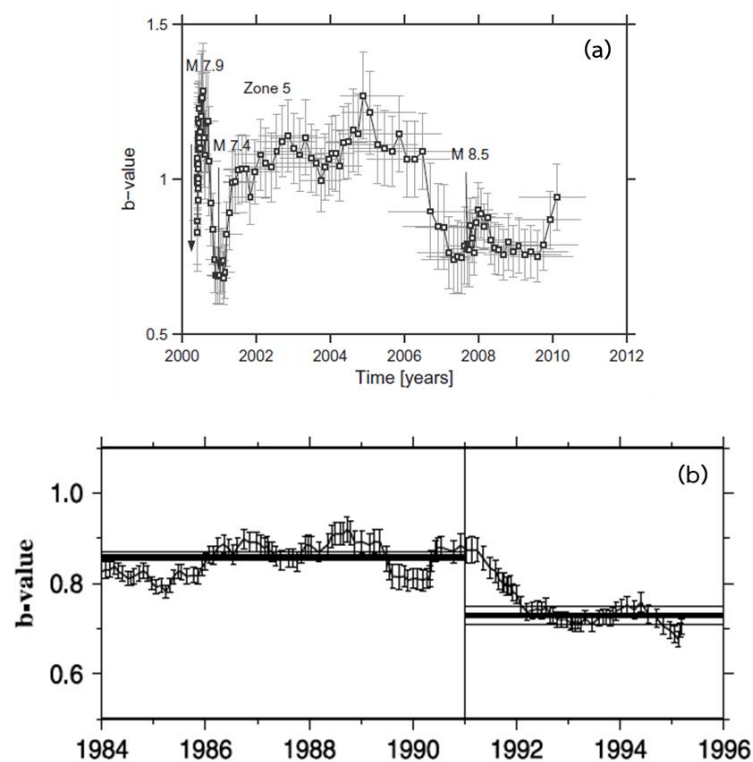 1.5
(a)
M 7.9
Zone 5
M 7.4
M 8.5
b-value
1
0.5
2000 2002 2004 2006 2008 2010 2012
Time [years]
(b)
1.0
b-value
0.8
0.6
1984 1986 1988 1990 1992 1994 1996